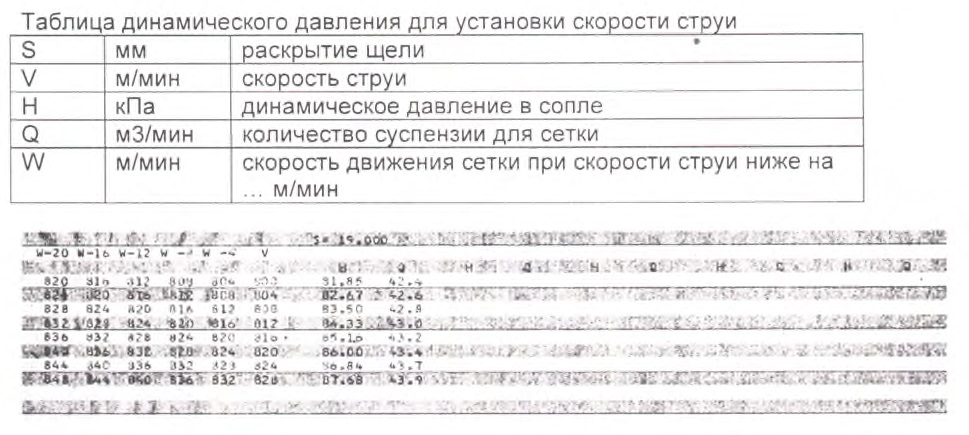 Таблица динамического давления для установки скорости струи
S мм раскрытие щели
V м/мин скорость струи
H кПа динамическое давление в сопле
Q м3/мин количество суспензии для сетки
W м/мин скорость движения сетки при скорости струи ниже на
... м/мин
S= 19.000
W-20 W-16 W-12 W - W - V
H Q H Q H Q H Q H Q
820 816 812 808 804 800 81.85 42.4
824 820 816 812 808 804 82.67 42.6
828 824 820 816 812 808 83.50 42.8
832 828 824 820 816 812 84.33 43.0
836 832 828 824 820 816 85.16 43.2
836 832 828 824 820 86.00 43.4
844 840 836 832 824 86.84 43.7
848 844 840 836 832 828 87.68 43.9